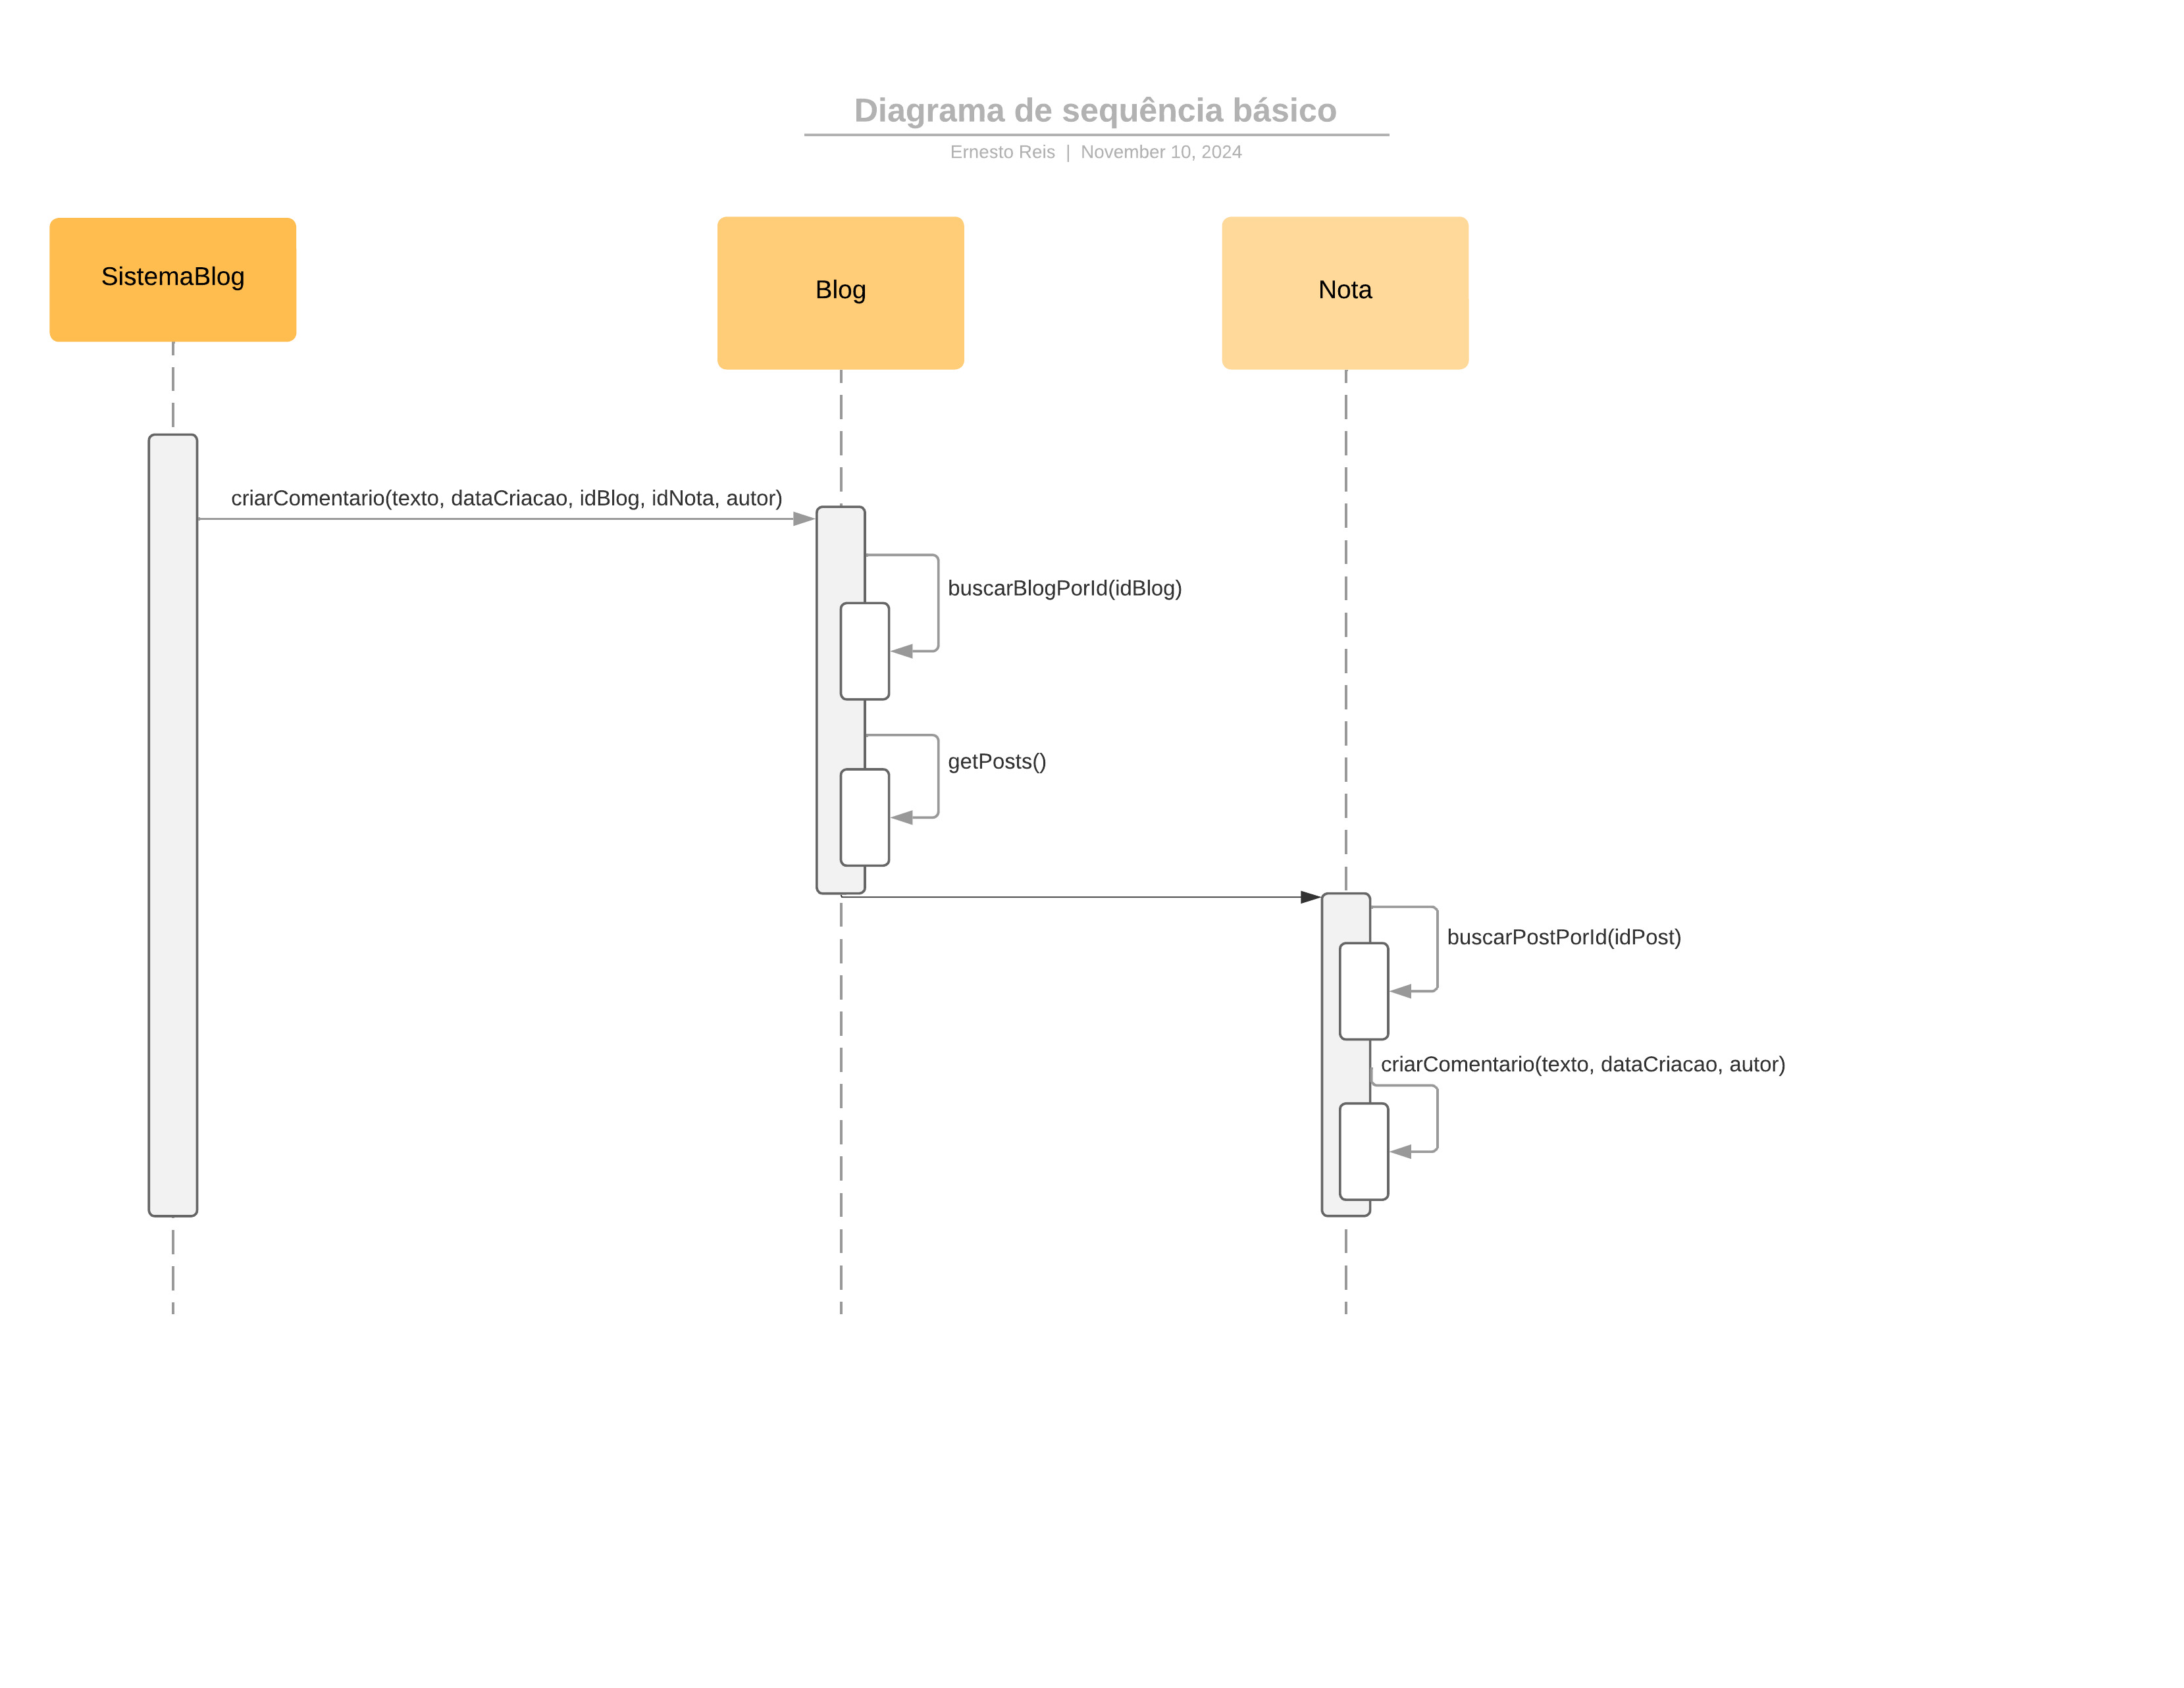 Diagrama de sequência básico
Ernesto Reis | November 10, 2024
SistemaBlog
Blog
Nota
criarComentario(texto, dataCriacao, idBlog, idNota, autor)
buscarBlogPorId(idBlog)
getPosts()
buscarPostPorId(idPost)
criarComentario(texto, dataCriacao, autor)